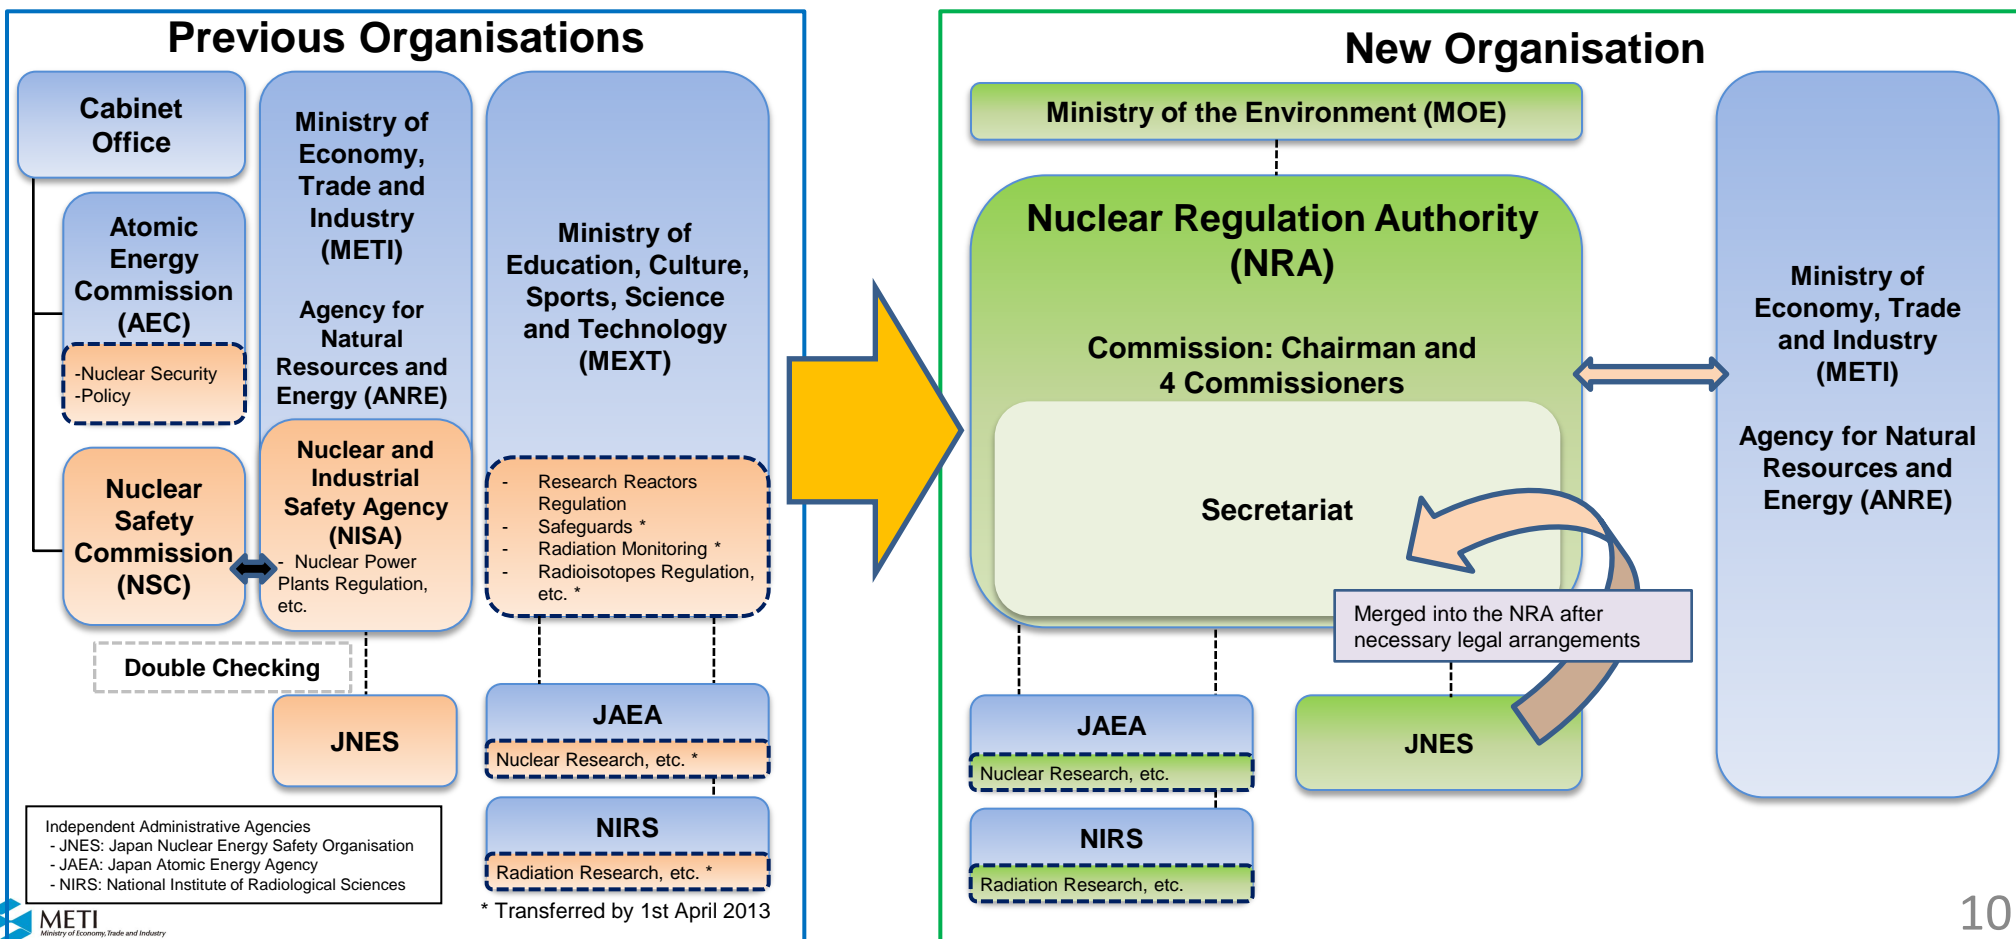 Previous Organisations
Cabinet
Office
Atomic
Energy
Commission
(AEC)
-Nuclear Security
-Policy
Nuclear
Safety
Commission
(NSC)
Ministry of
Economy,
Trade and
Industry
(METI)
Agency for
Natural
Resources and
Energy (ANRE)
Nuclear and
Industrial
Safety Agency
(NISA)
- Nuclear Power
Plants Regulation,
etc.
Ministry of
Education, Culture,
Sports, Science
and Technology
(MEXT)
- Research Reactors
Regulation
- Safeguards *
- Radiation Monitoring *
- Radioisotopes Regulation,
etc. *
Double Checking
JNES
JAEA
Nuclear Research, etc. *
NIRS
Radiation Research, etc. *
* Transferred by 1st April 2013
Independent Administrative Agencies
- JNES: Japan Nuclear Energy Safety Organisation
- JAEA: Japan Atomic Energy Agency
- NIRS: National Institute of Radiological Sciences
METI
Ministry of Economy, Trade and Industry
New Organisation
Ministry of the Environment (MOE)
Nuclear Regulation Authority
(NRA)
Commission: Chairman and
4 Commissioners
Secretariat
Merged into the NRA after
necessary legal arrangements
JAEA
Nuclear Research, etc.
NIRS
Radiation Research, etc.
JNES
Ministry of
Economy, Trade
and Industry
(METI)
Agency for Natural
Resources and
Energy (ANRE)
10